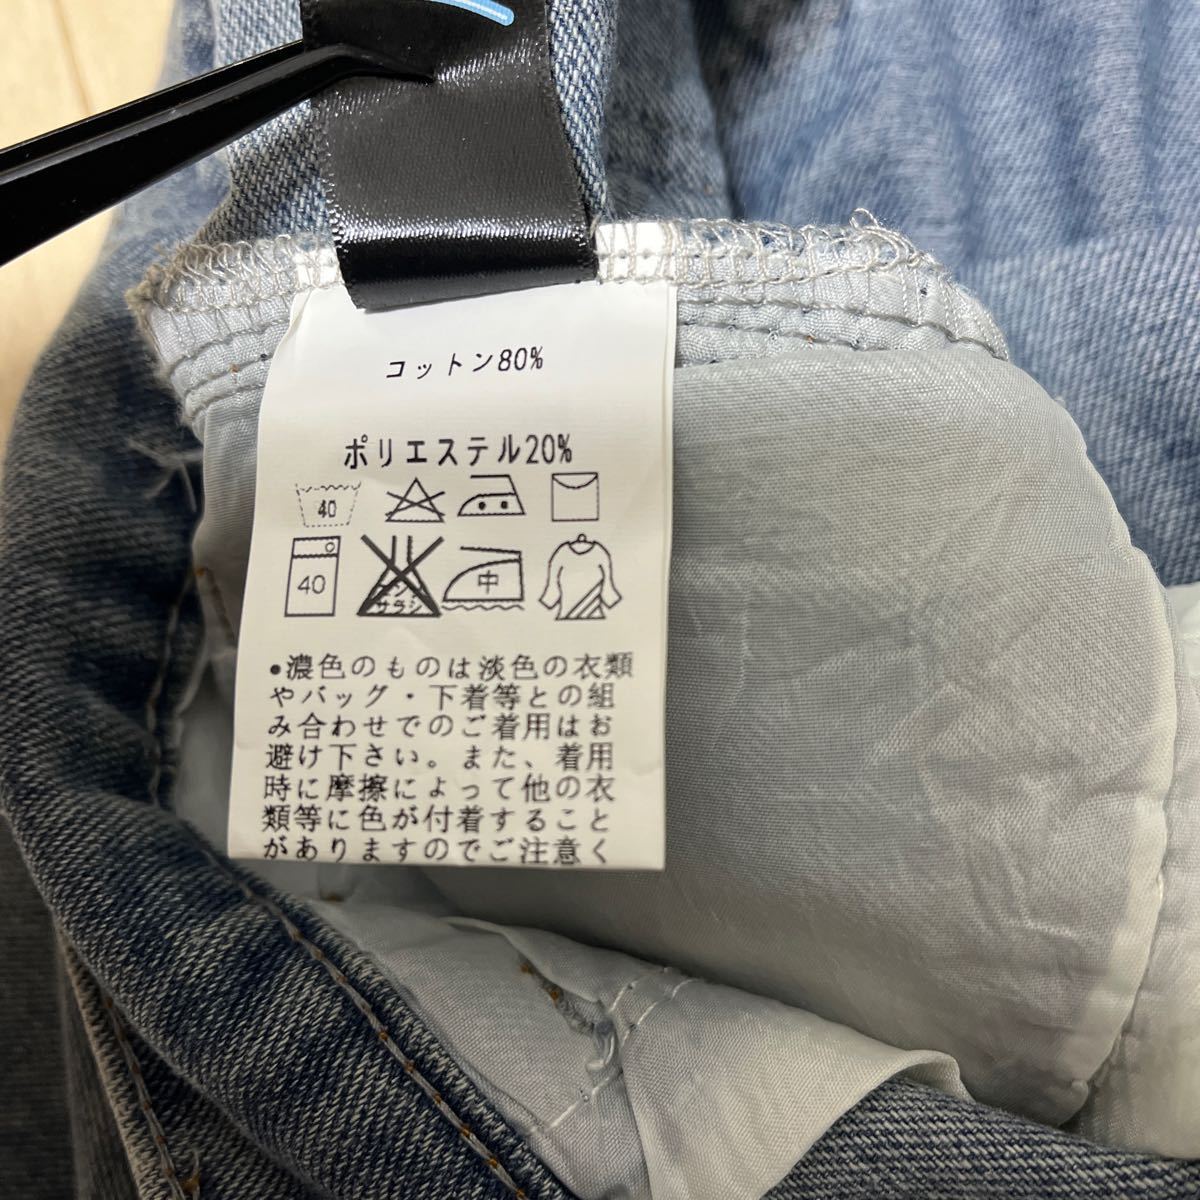 コットン80%
ポリエステル20%
40
40
サラシ
中
●濃色のものは淡色の衣類
やバッグ・下着等との組
み合わせでのご着用はお
避け下さい。また、着用
時に摩擦によって他の衣
類等に色が付着すること
がありますのでご注意く